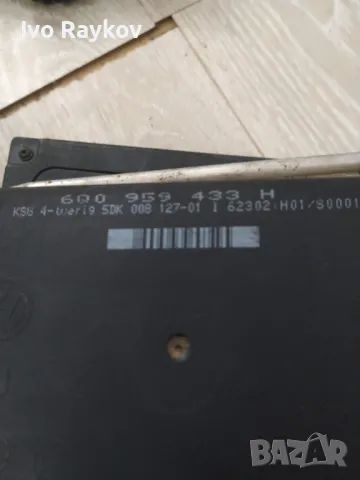 Ivo Raykov
6Q0 959 433 H
KSG 4-türig 5DK 008 127-01 I 62302:H01/S0001
BAZAR